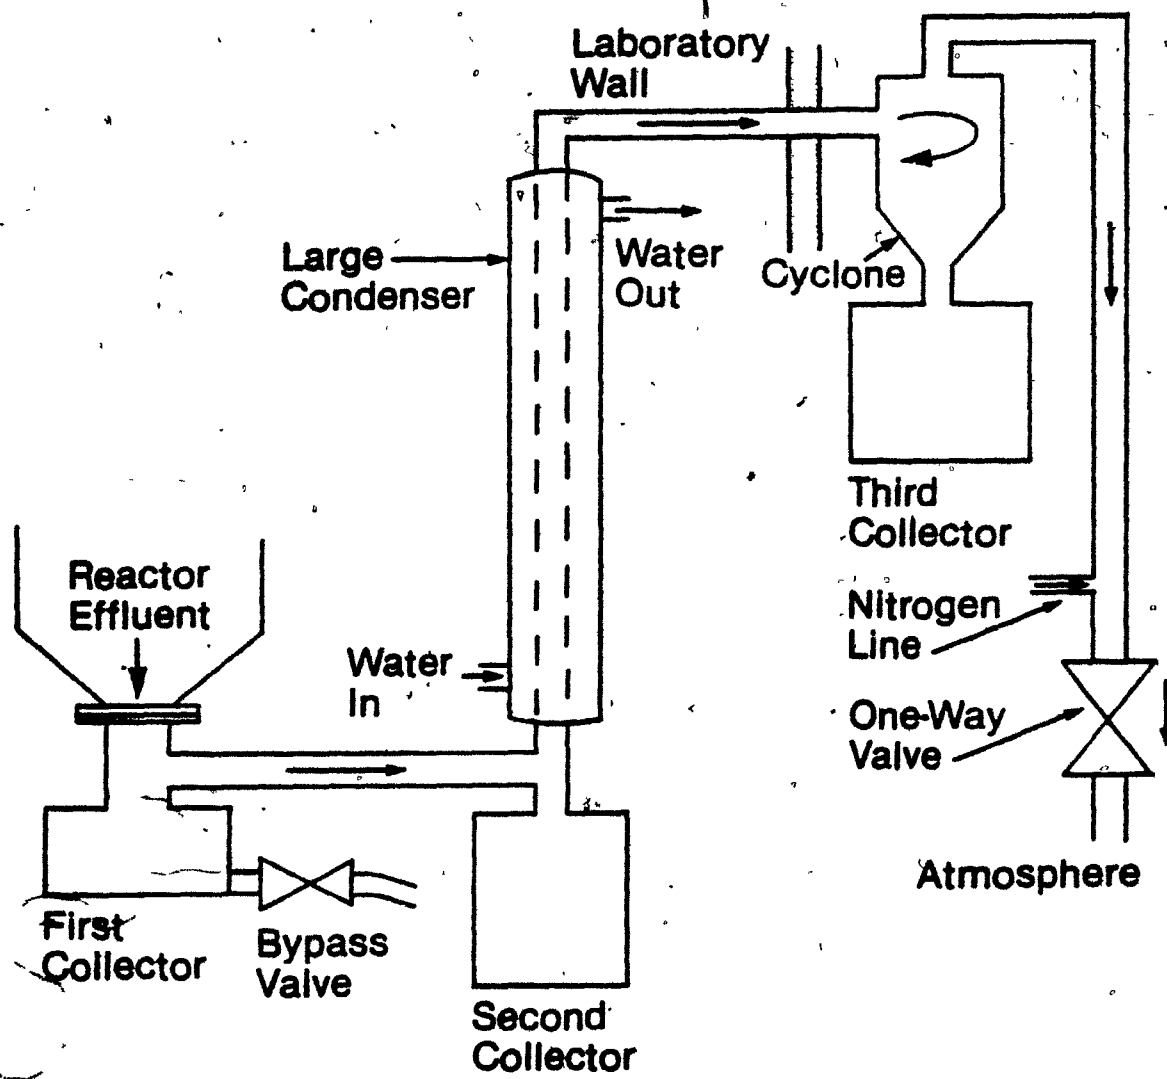 Laboratory
Wall
Large
Condenser
Water
Out
Cyclone
Third
Collector
Reactor
Effluent
Nitrogen
Line
Water
In
One-Way
Valve
Atmosphere
First
Collector
Bypass
Valve
Second
Collector